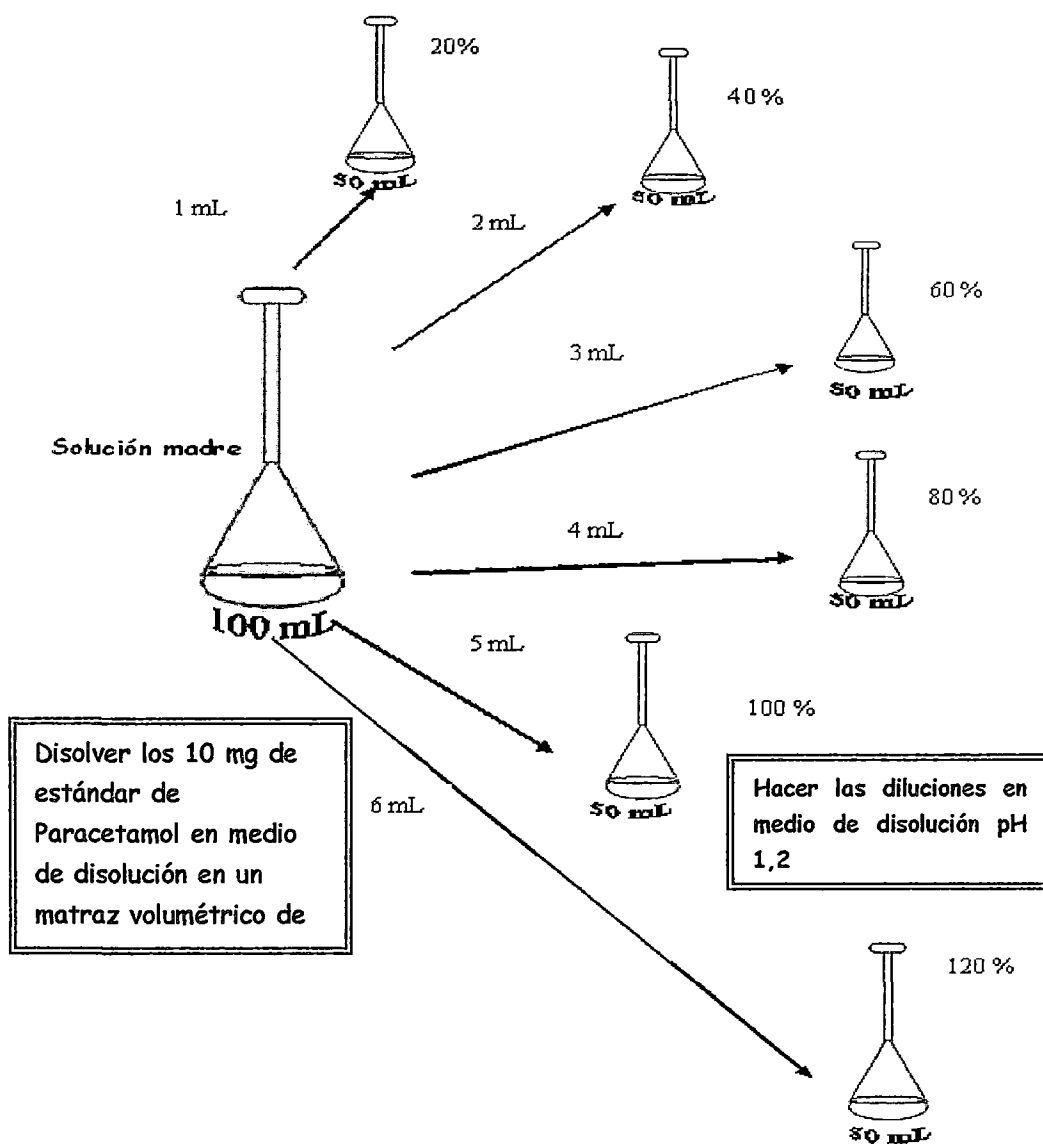 20%
50 mL
40 %
50 mL
1 mL
2 mL
60 %
3 mL
50 mL
Solución madre
80 %
4 mL
50 mL
100 mL
5 mL
100 %
50 mL
6 mL
Disolver los 10 mg de
estándar de
Paracetamol en medio
de disolución en un
matraz volumétrico de
Hacer las diluciones en
medio de disolución pH
1,2
120 %
50 mL